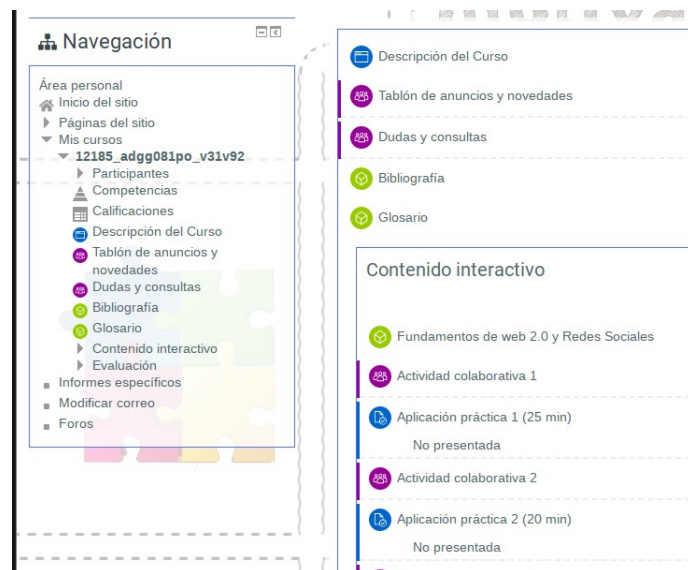 Navegación
Área personal
Inicio del sitio
Páginas del sitio
Mis cursos
12185_adgg081po_v31v92
Participantes
Competencias
Calificaciones
Descripción del Curso
Tablón de anuncios y
novedades
Dudas y consultas
Bibliografía
Glosario
Contenido interactivo
Evaluación
Informes específicos
Modificar correo
Foros
Descripción del Curso
Tablón de anuncios y novedades
Dudas y consultas
Bibliografía
Glosario
Contenido interactivo
Fundamentos de web 2.0 y Redes Sociales
Actividad colaborativa 1
Aplicación práctica 1 (25 min)
No presentada
Actividad colaborativa 2
Aplicación práctica 2 (20 min)
No presentada